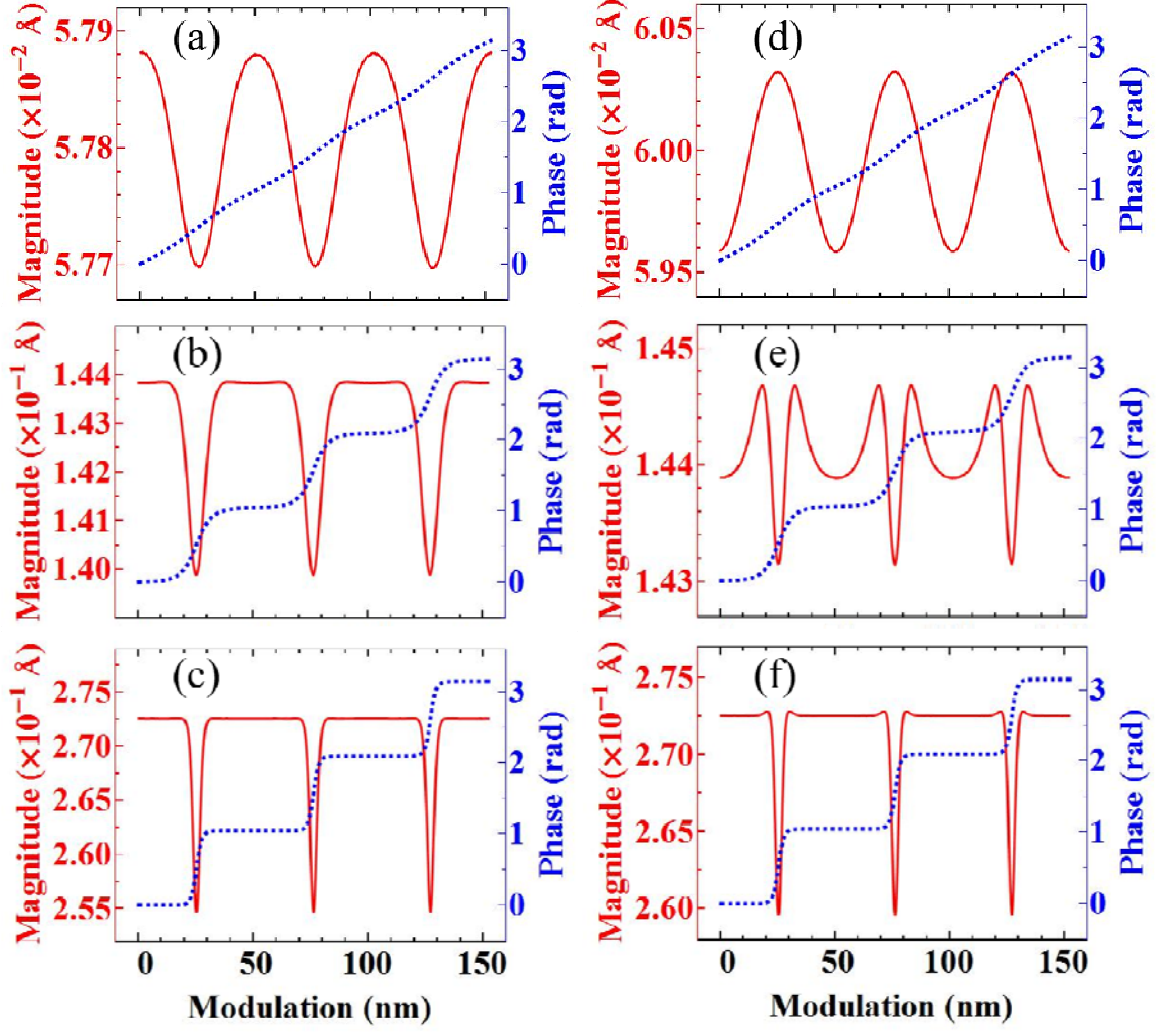 (a)
5.79
5.78
5.77
Magnitude (×10⁻² Å)
3
2
1
0
Phase (rad)
(d)
6.05
6.00
5.95
Magnitude (×10⁻² Å)
3
2
1
0
Phase (rad)
(b)
1.44
1.43
1.42
1.41
1.40
Magnitude (×10⁻¹ Å)
3
2
1
0
Phase (rad)
(e)
1.45
1.44
1.43
Magnitude (×10⁻¹ Å)
3
2
1
0
Phase (rad)
(c)
2.75
2.70
2.65
2.60
2.55
Magnitude (×10⁻¹ Å)
3
2
1
0
Phase (rad)
0 50 100 150
Modulation (nm)
(f)
2.75
2.70
2.65
2.60
Magnitude (×10⁻¹ Å)
3
2
1
0
Phase (rad)
0 50 100 150
Modulation (nm)